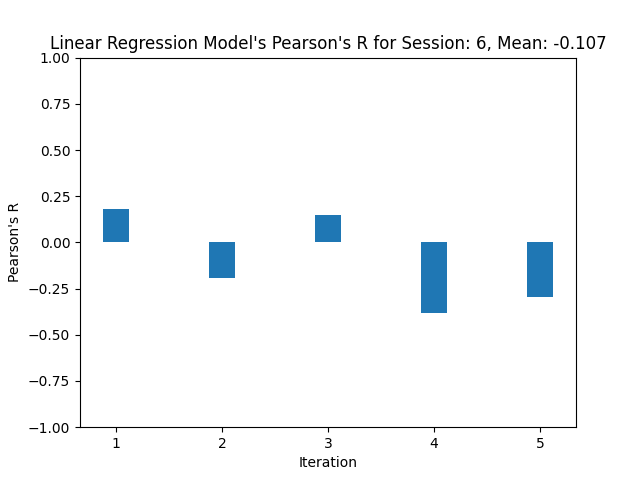 Linear Regression Model's Pearson's R for Session: 6, Mean: -0.107
1.00
0.75
0.50
0.25
0.00
−0.25
−0.50
−0.75
−1.00
Pearson's R
1 2 3 4 5
Iteration